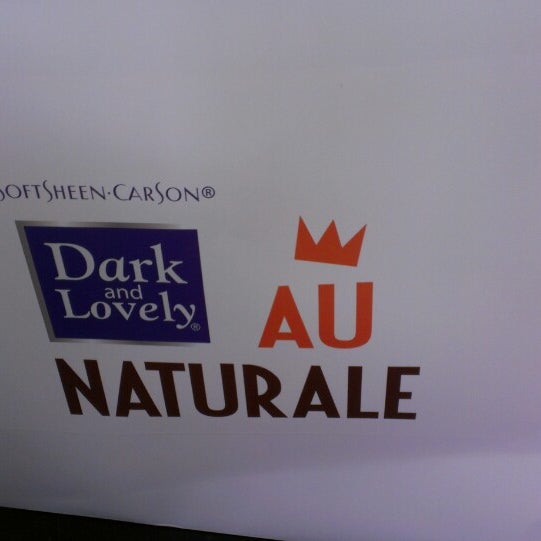 SOFTSHEEN·CARSON®
Dark
and
Lovely®
AU
NATURALE